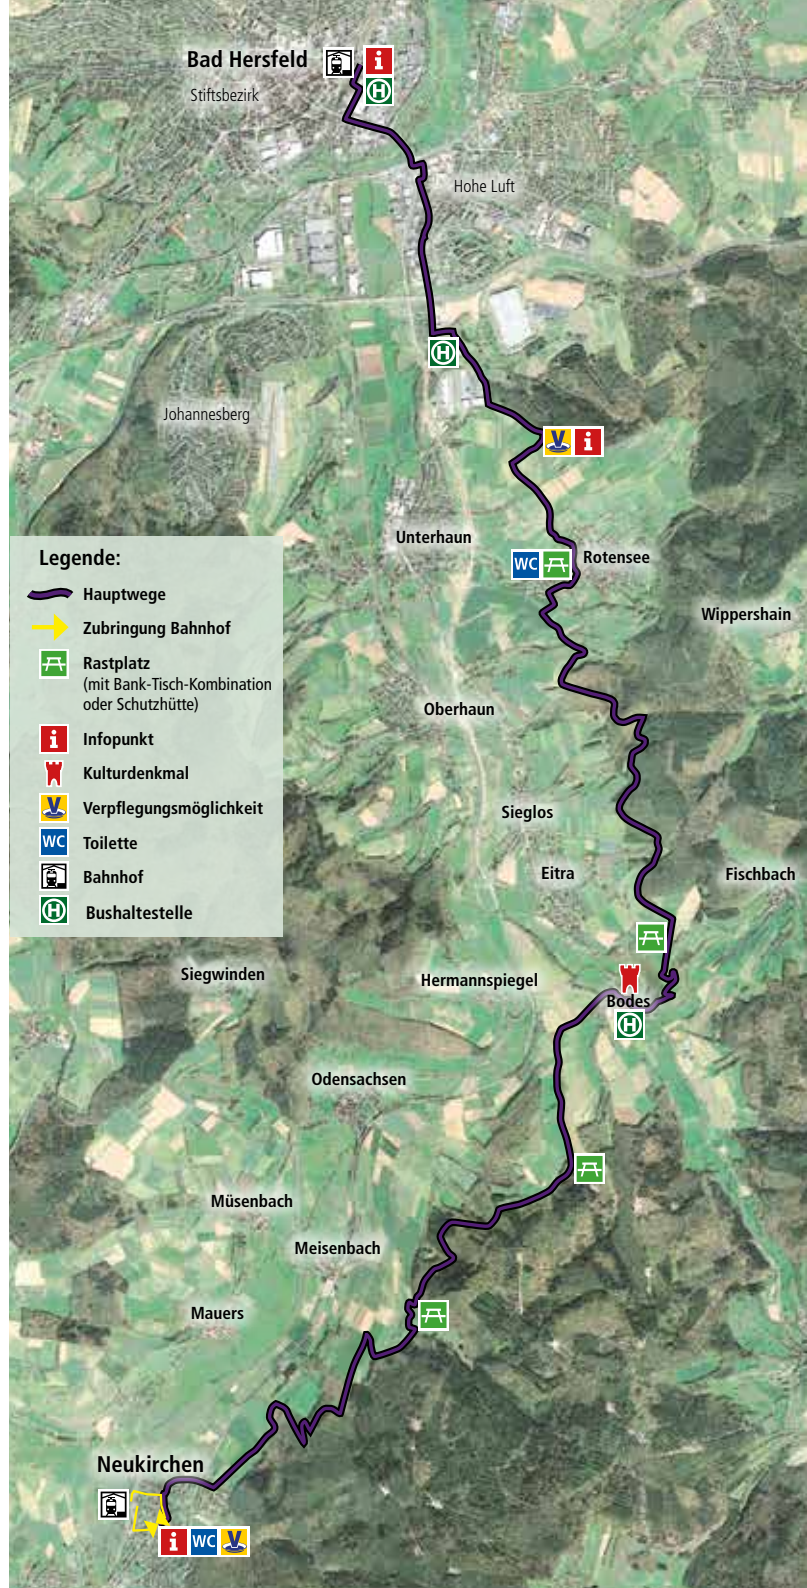 Bad Hersfeld
i
H
Stiftsbezirk
Hohe Luft
H
Johannesberg
V i
Unterhaun
WC
Rotensee
Wippershain
Legende:
Hauptwege
Zubringung Bahnhof
Rastplatz
(mit Bank-Tisch-Kombination
oder Schutzhütte)
i Infopunkt
Kulturdenkmal
V Verpflegungsmöglichkeit
WC Toilette
Bahnhof
H Bushaltestelle
Oberhaun
Sieglos
Eitra
Fischbach
Siegwinden
Hermannspiegel
Bodes
H
Odensachsen
Müsenbach
Meisenbach
Mauers
Neukirchen
i WC V